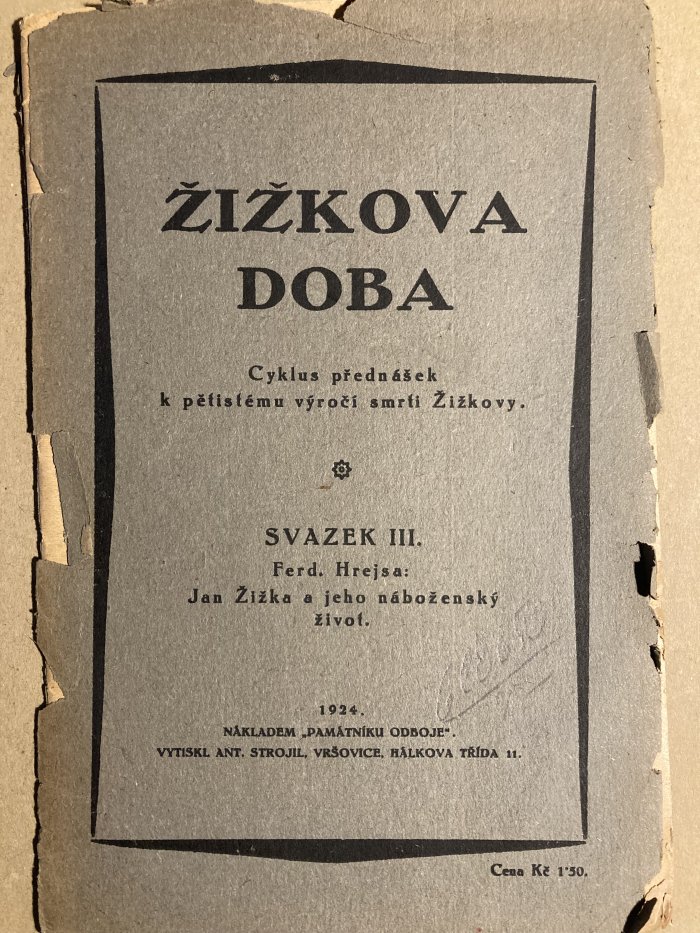 ŽIŽKOVA
DOBA
Cyklus přednášek
k pětistému výročí smrti Žižkovy.
SVAZEK III.
Ferd. Hrejsa:
Jan Žižka a jeho náboženský
život.
1924.
NÁKLADEM „PAMÁTNÍKU ODBOJE“.
VYTISKL ANT. STROJIL, VRŠOVICE, HÁLKOVA TŘÍDA 11.
Cena Kč 1'50.